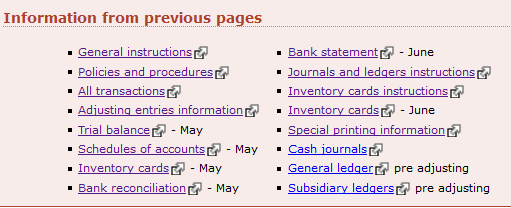 Information from previous pages
General instructions
Policies and procedures
All transactions
Adjusting entries information
Trial balance - May
Schedules of accounts - May
Inventory cards - May
Bank reconciliation - May
Bank statement - June
Journals and ledgers instructions
Inventory cards instructions
Inventory cards - June
Special printing information
Cash journals
General ledger pre adjusting
Subsidiary ledgers pre adjusting